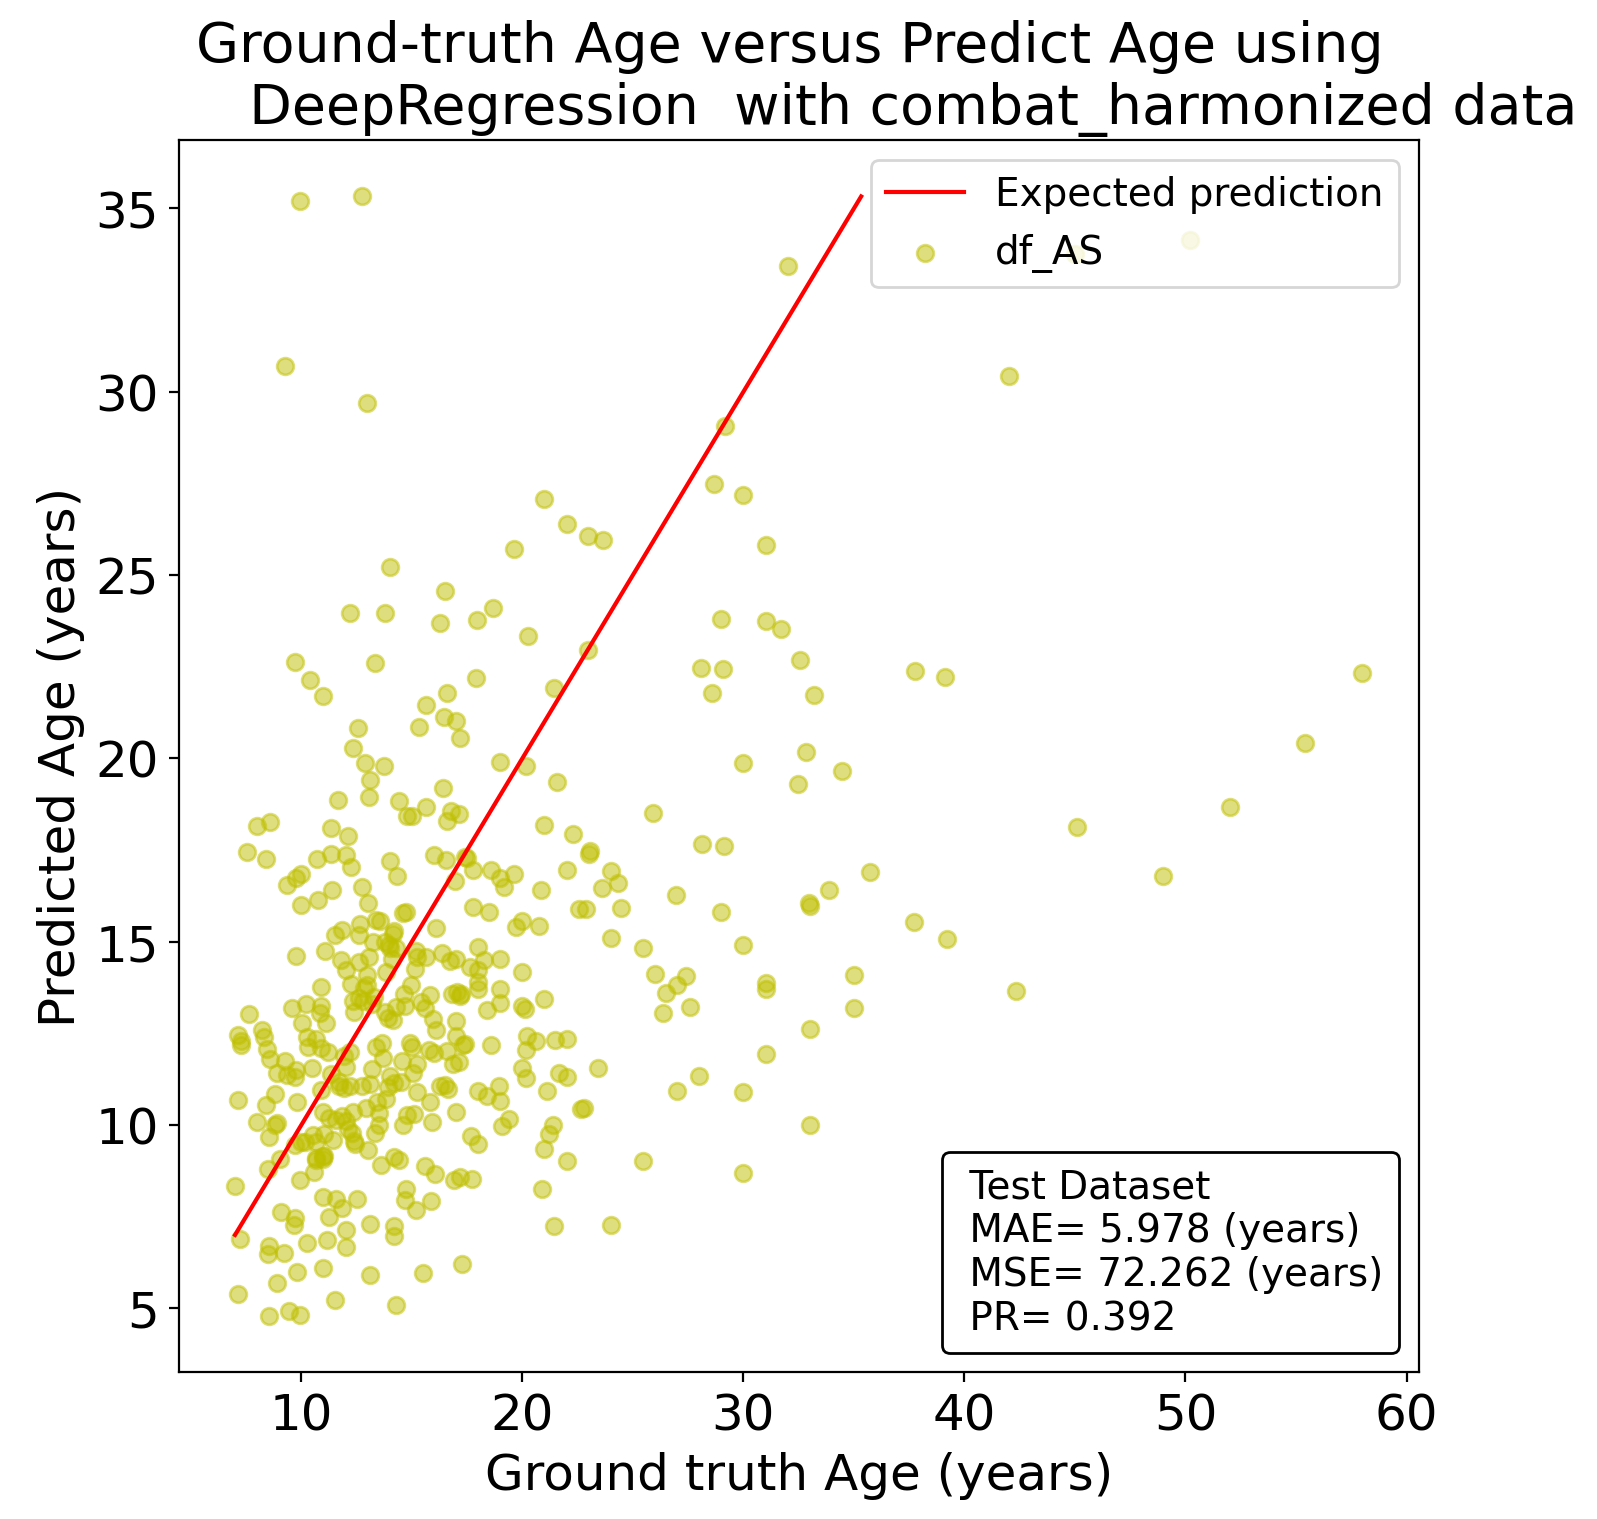 Ground-truth Age versus Predict Age using
DeepRegression  with combat_harmonized data
Expected prediction
df_AS
35
30
25
20
15
10
5
Predicted Age (years)
Test Dataset
MAE= 5.978 (years)
MSE= 72.262 (years)
PR= 0.392
10 20 30 40 50 60
Ground truth Age (years)